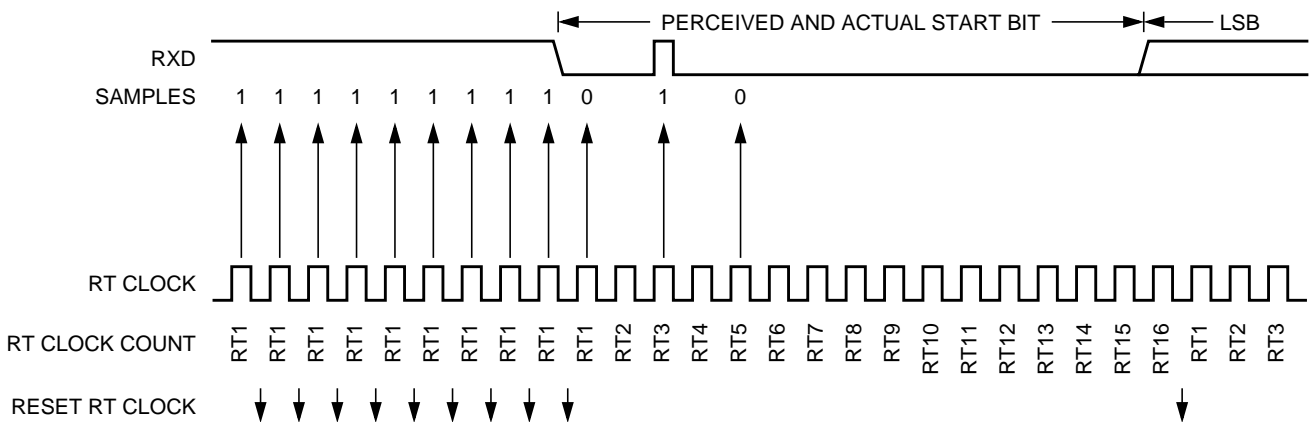 PERCEIVED AND ACTUAL START BIT LSB
RXD
SAMPLES 1 1 1 1 1 1 1 1 1 0 1 0
RT CLOCK
RT CLOCK COUNT RT1 RT1 RT1 RT1 RT1 RT1 RT1 RT1 RT1 RT1 RT2 RT3 RT4 RT5 RT6 RT7 RT8 RT9 RT10 RT11 RT12 RT13 RT14 RT15 RT16 RT1 RT2 RT3
RESET RT CLOCK